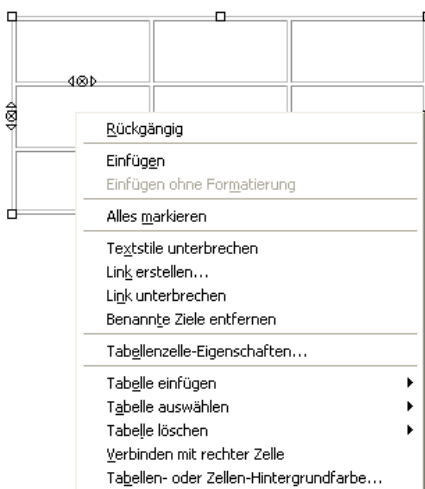 Rückgängig
Einfügen
Einfügen ohne Formatierung
Alles markieren
Textstile unterbrechen
Link erstellen...
Link unterbrechen
Benannte Ziele entfernen
Tabellenzelle-Eigenschaften...
Tabelle einfügen
Tabelle auswählen
Tabelle löschen
Verbinden mit rechter Zelle
Tabellen- oder Zellen-Hintergrundfarbe...